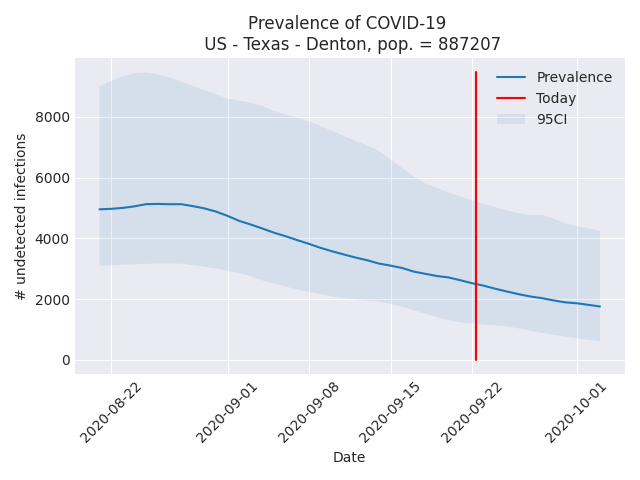 Prevalence of COVID-19
US - Texas - Denton, pop. = 887207
Prevalence
Today
95CI
# undetected infections
8000
6000
4000
2000
0
2020-08-22
2020-09-01
2020-09-08
2020-09-15
2020-09-22
2020-10-01
Date